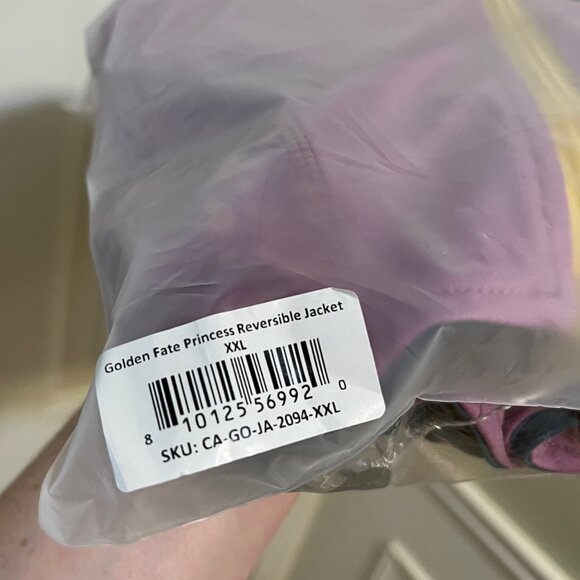 Golden Fate Princess Reversible Jacket
XXL
8 10125 56992 0
SKU: CA-GO-JA-2094-XXL